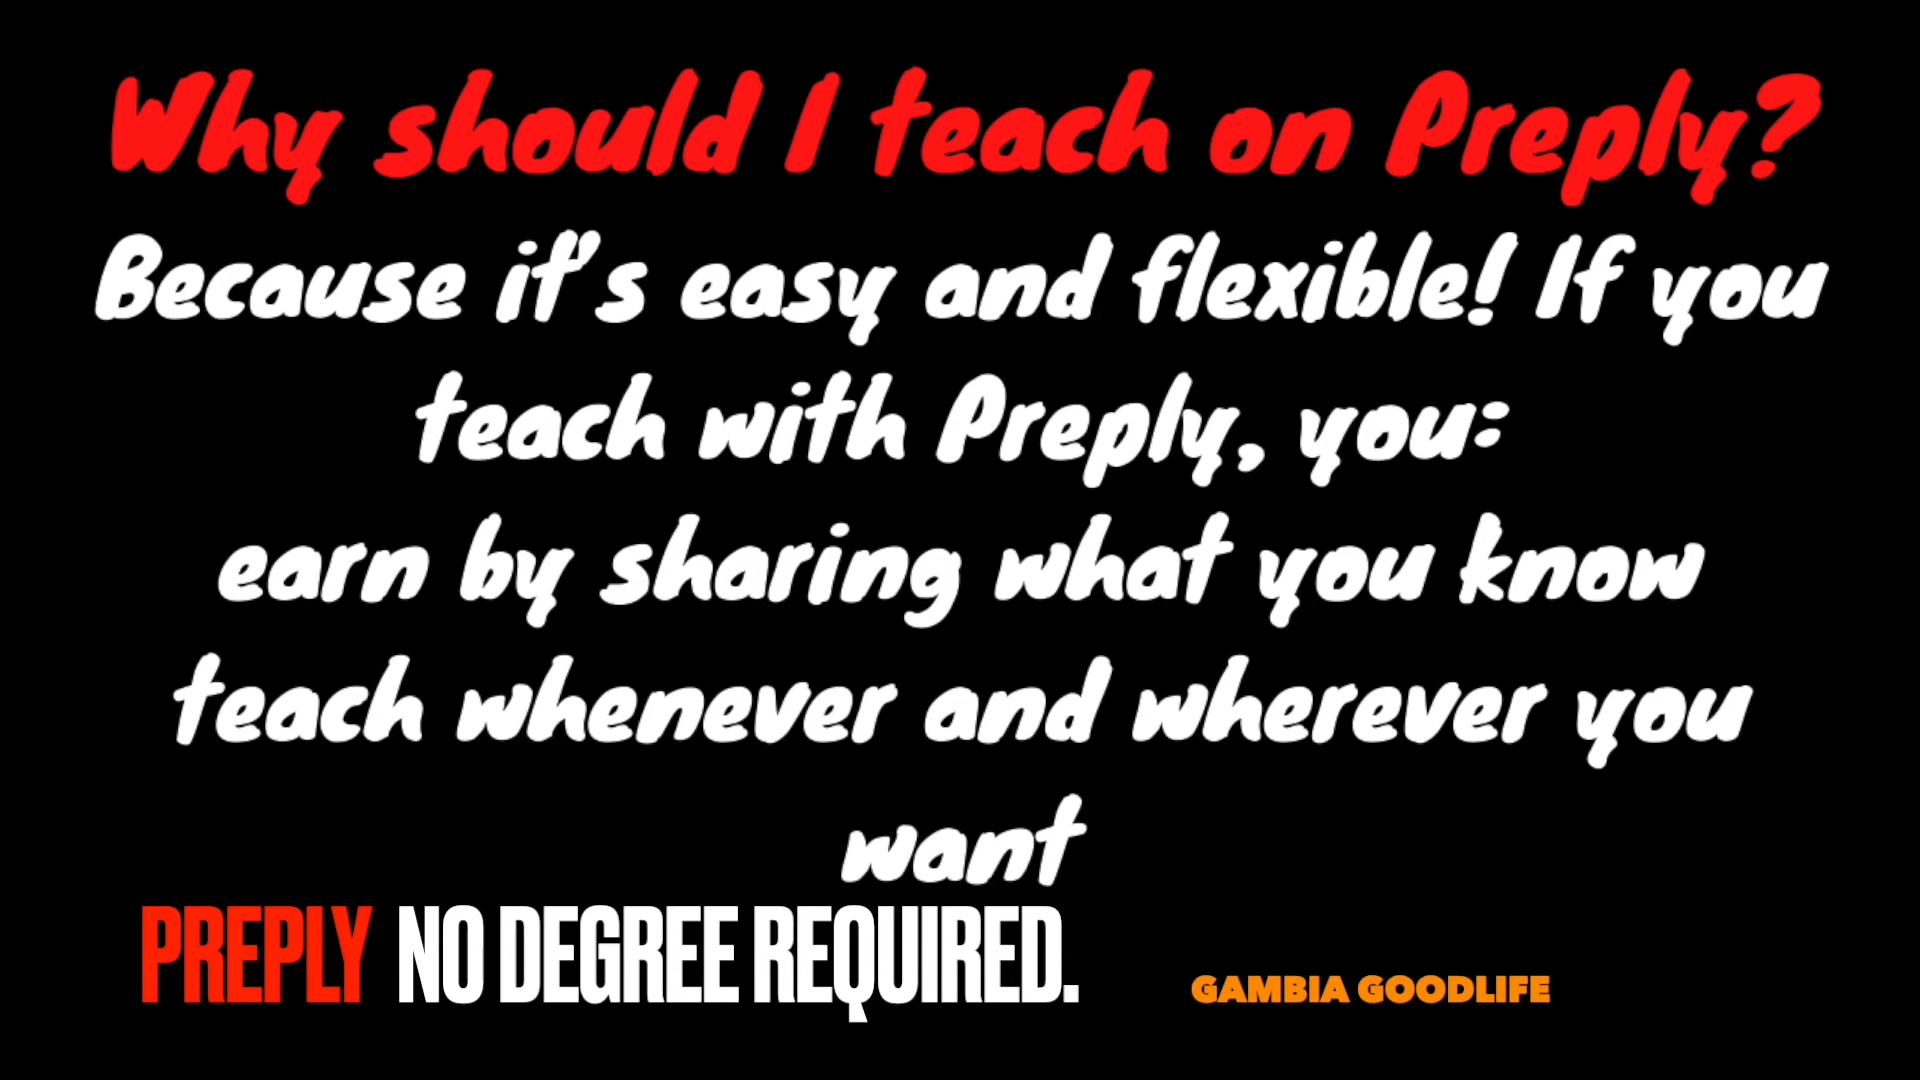 Why should I teach on Preply?
Because it's easy and flexible! If you
teach with Preply, you:
earn by sharing what you know
teach whenever and wherever you
want
PREPLY NO DEGREE REQUIRED.
GAMBIA GOODLIFE